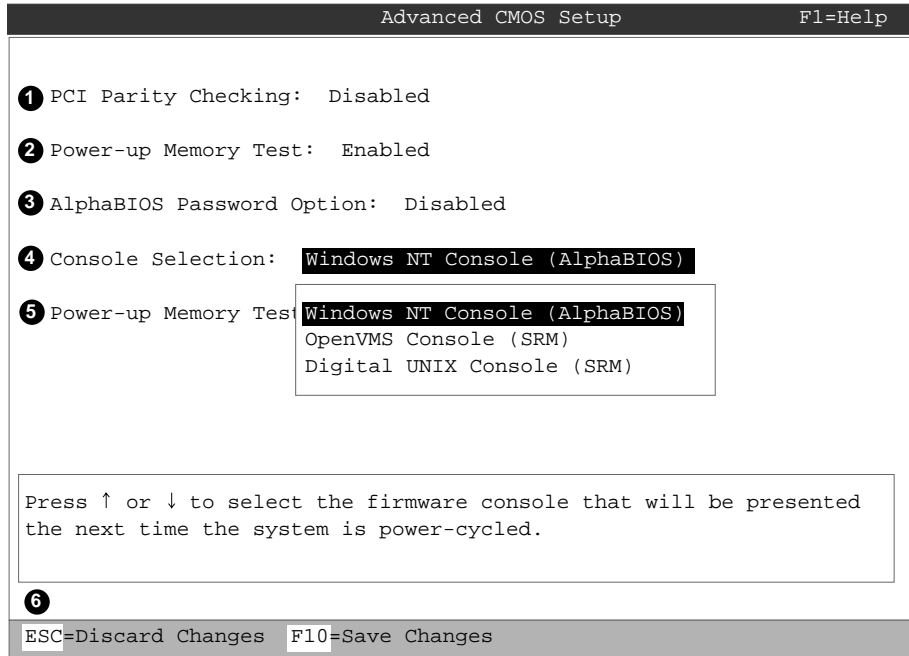 Advanced CMOS Setup F1=Help
1 PCI Parity Checking: Disabled
2 Power-up Memory Test: Enabled
3 AlphaBIOS Password Option: Disabled
4 Console Selection: Windows NT Console (AlphaBIOS)
5 Power-up Memory Test Windows NT Console (AlphaBIOS)
OpenVMS Console (SRM)
Digital UNIX Console (SRM)
Press ↑ or ↓ to select the firmware console that will be presented
the next time the system is power-cycled.
6
ESC=Discard Changes F10=Save Changes